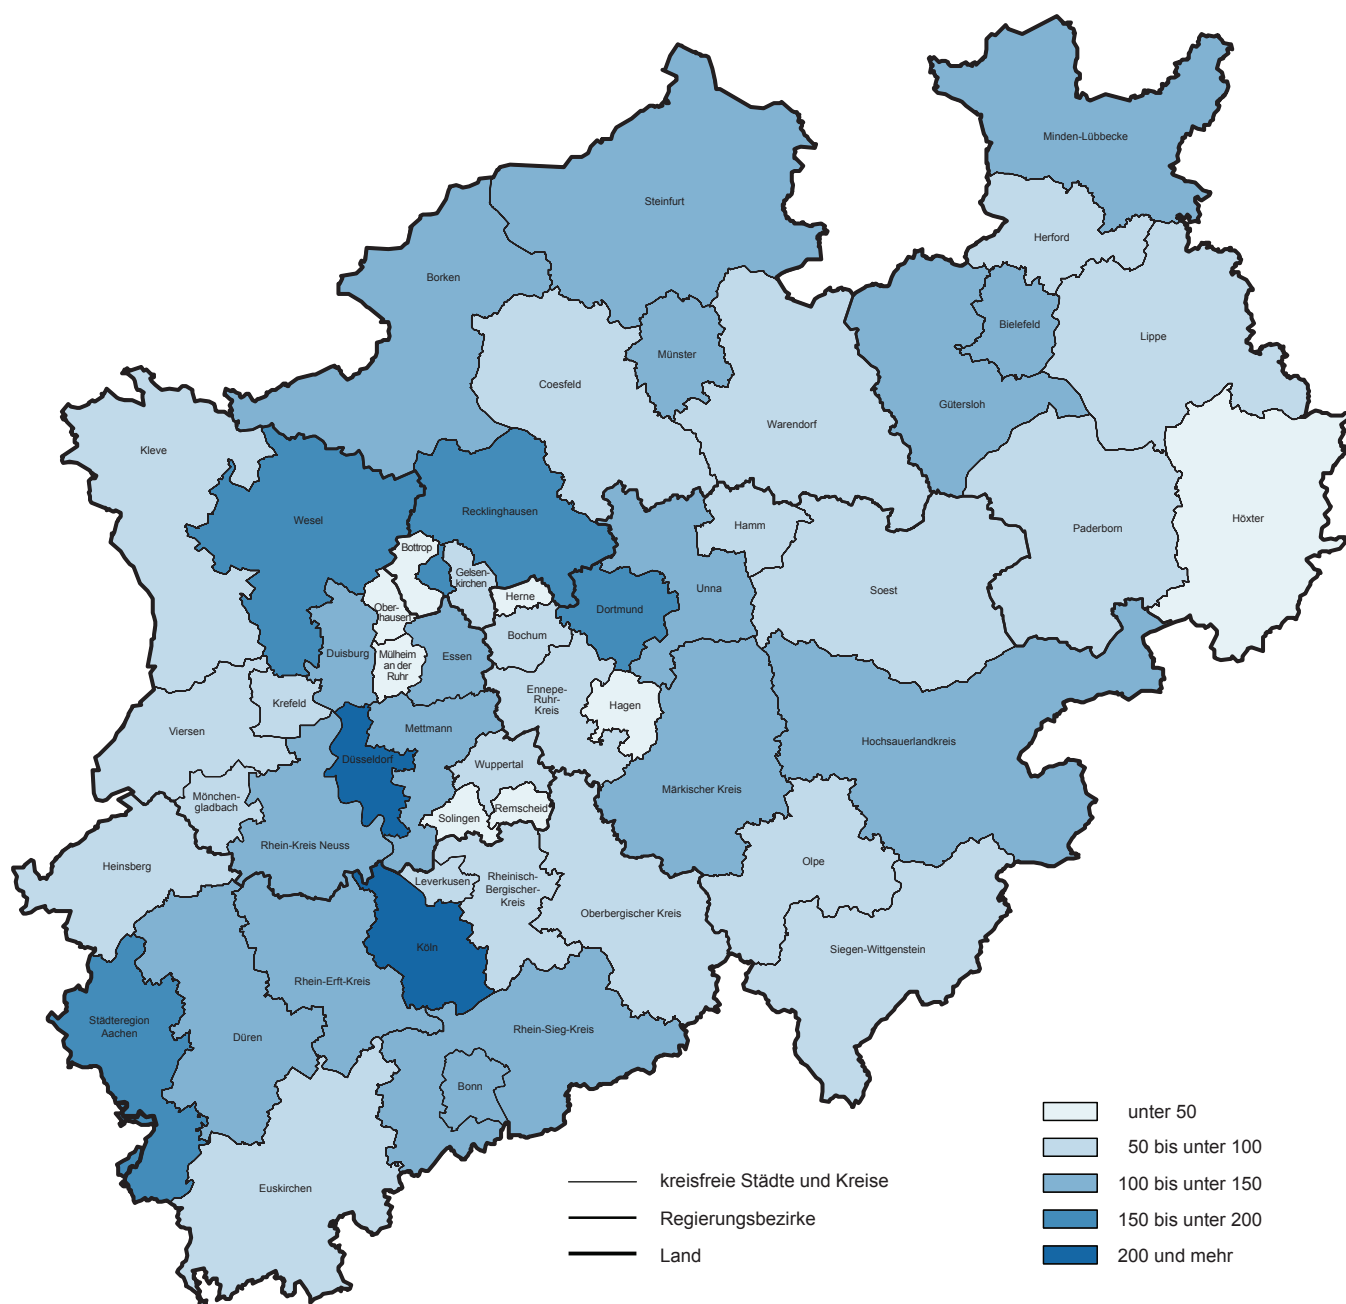 Minden-Lübbecke
Steinfurt
Herford
Borken
Bielefeld
Lippe
Münster
Coesfeld
Gütersloh
Warendorf
Kleve
Wesel
Recklinghausen
Hamm
Paderborn
Höxter
Bottrop
Gelsen-
kirchen
Unna
Soest
Herne
Ober-
hausen
Dortmund
Bochum
Duisburg
Mülheim
an der
Ruhr
Essen
Ennepe-
Ruhr-
Kreis
Hagen
Krefeld
Viersen
Mettmann
Hochsauerlandkreis
Düsseldorf
Wuppertal
Märkischer Kreis
Mönchen-
gladbach
Solingen
Remscheid
Rhein-Kreis Neuss
Heinsberg
Olpe
Leverkusen
Rheinisch-
Bergischer-
Kreis
Oberbergischer Kreis
Köln
Siegen-Wittgenstein
Rhein-Erft-Kreis
Städteregion
Aachen
Düren
Rhein-Sieg-Kreis
Bonn
Euskirchen
kreisfreie Städte und Kreise
Regierungsbezirke
Land
unter 50
50 bis unter 100
100 bis unter 150
150 bis unter 200
200 und mehr